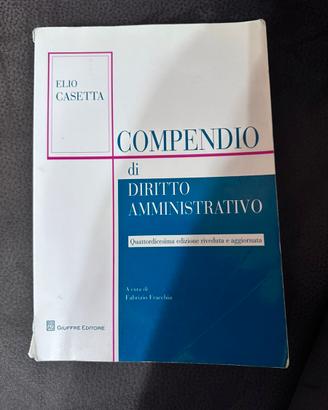 ELIO
CASETTA
COMPENDIO
di
DIRITTO
AMMINISTRATIVO
Quattordicesima edizione riveduta e aggiornata
A cura di
Fabrizio Fracchia
GIUFFRÈ EDITORE